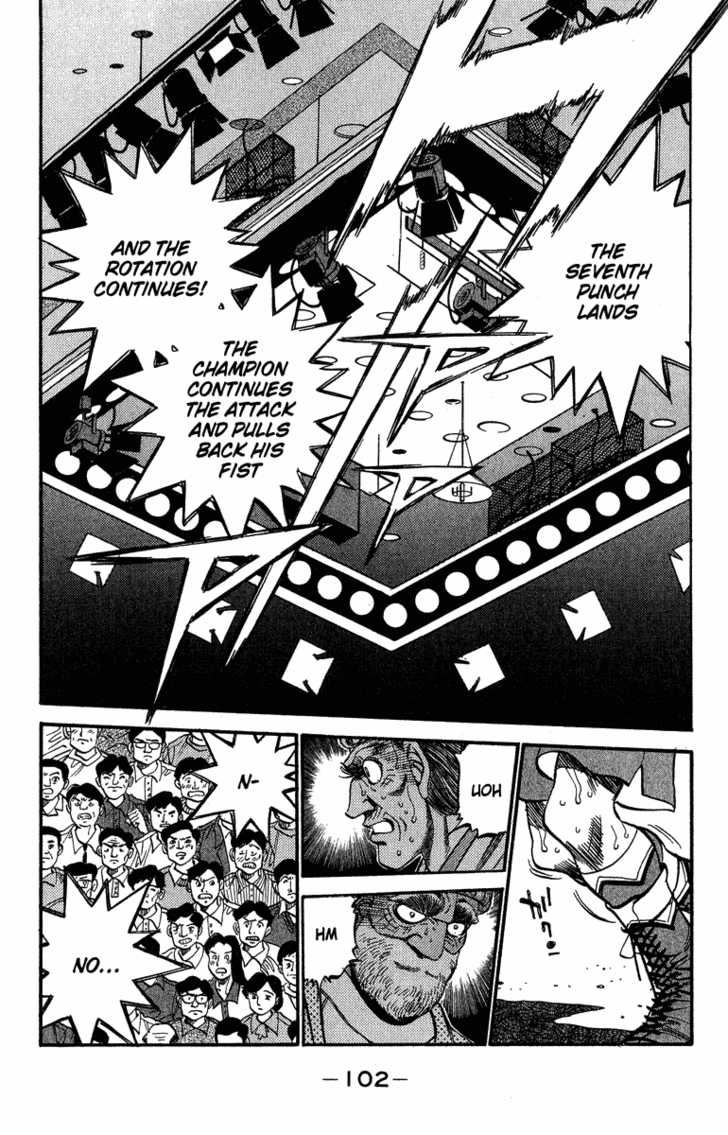 THE
SEVENTH
PUNCH
LANDS
AND THE
ROTATION
CONTINUES!
THE
CHAMPION
CONTINUES
THE ATTACK
AND PULLS
BACK HIS
FIST
UOH
HM
N-
NO...
-102-